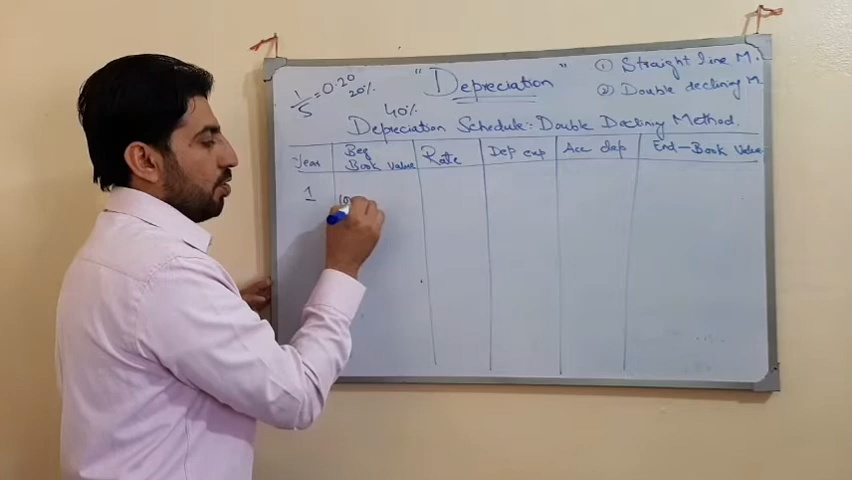 1/5 = 0.20
20%
40%
"Depreciation"
① Straight line M.
② Double declining M
Depreciation Schedule: Double Declining Method.
Year
Beg Book Value
Rate
Dep exp
Acc dep
End-Book Value
1